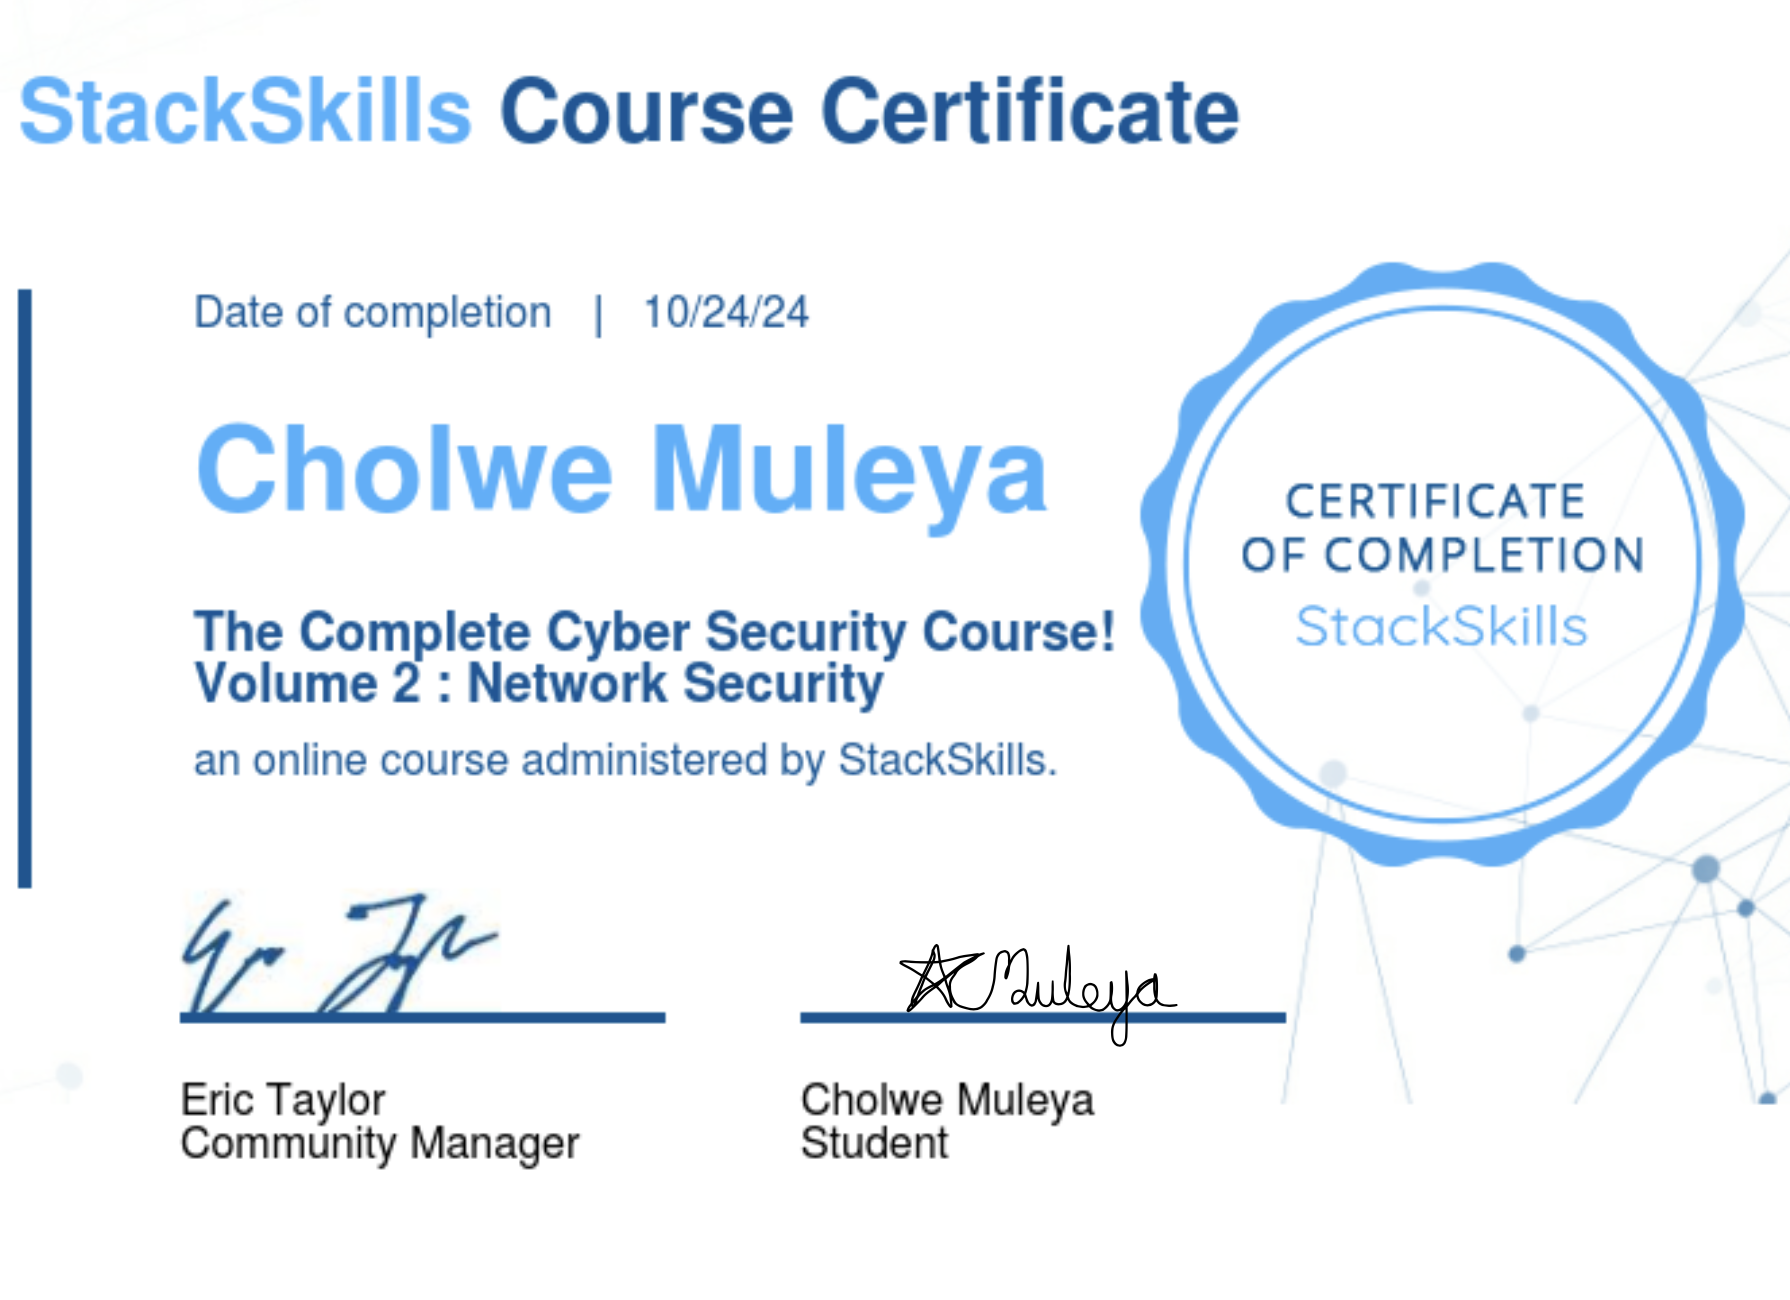 StackSkills Course Certificate
Date of completion | 10/24/24
Cholwe Muleya
The Complete Cyber Security Course!
Volume 2 : Network Security
an online course administered by StackSkills.
CERTIFICATE
OF COMPLETION
StackSkills
Muleya
Eric Taylor
Community Manager
Cholwe Muleya
Student